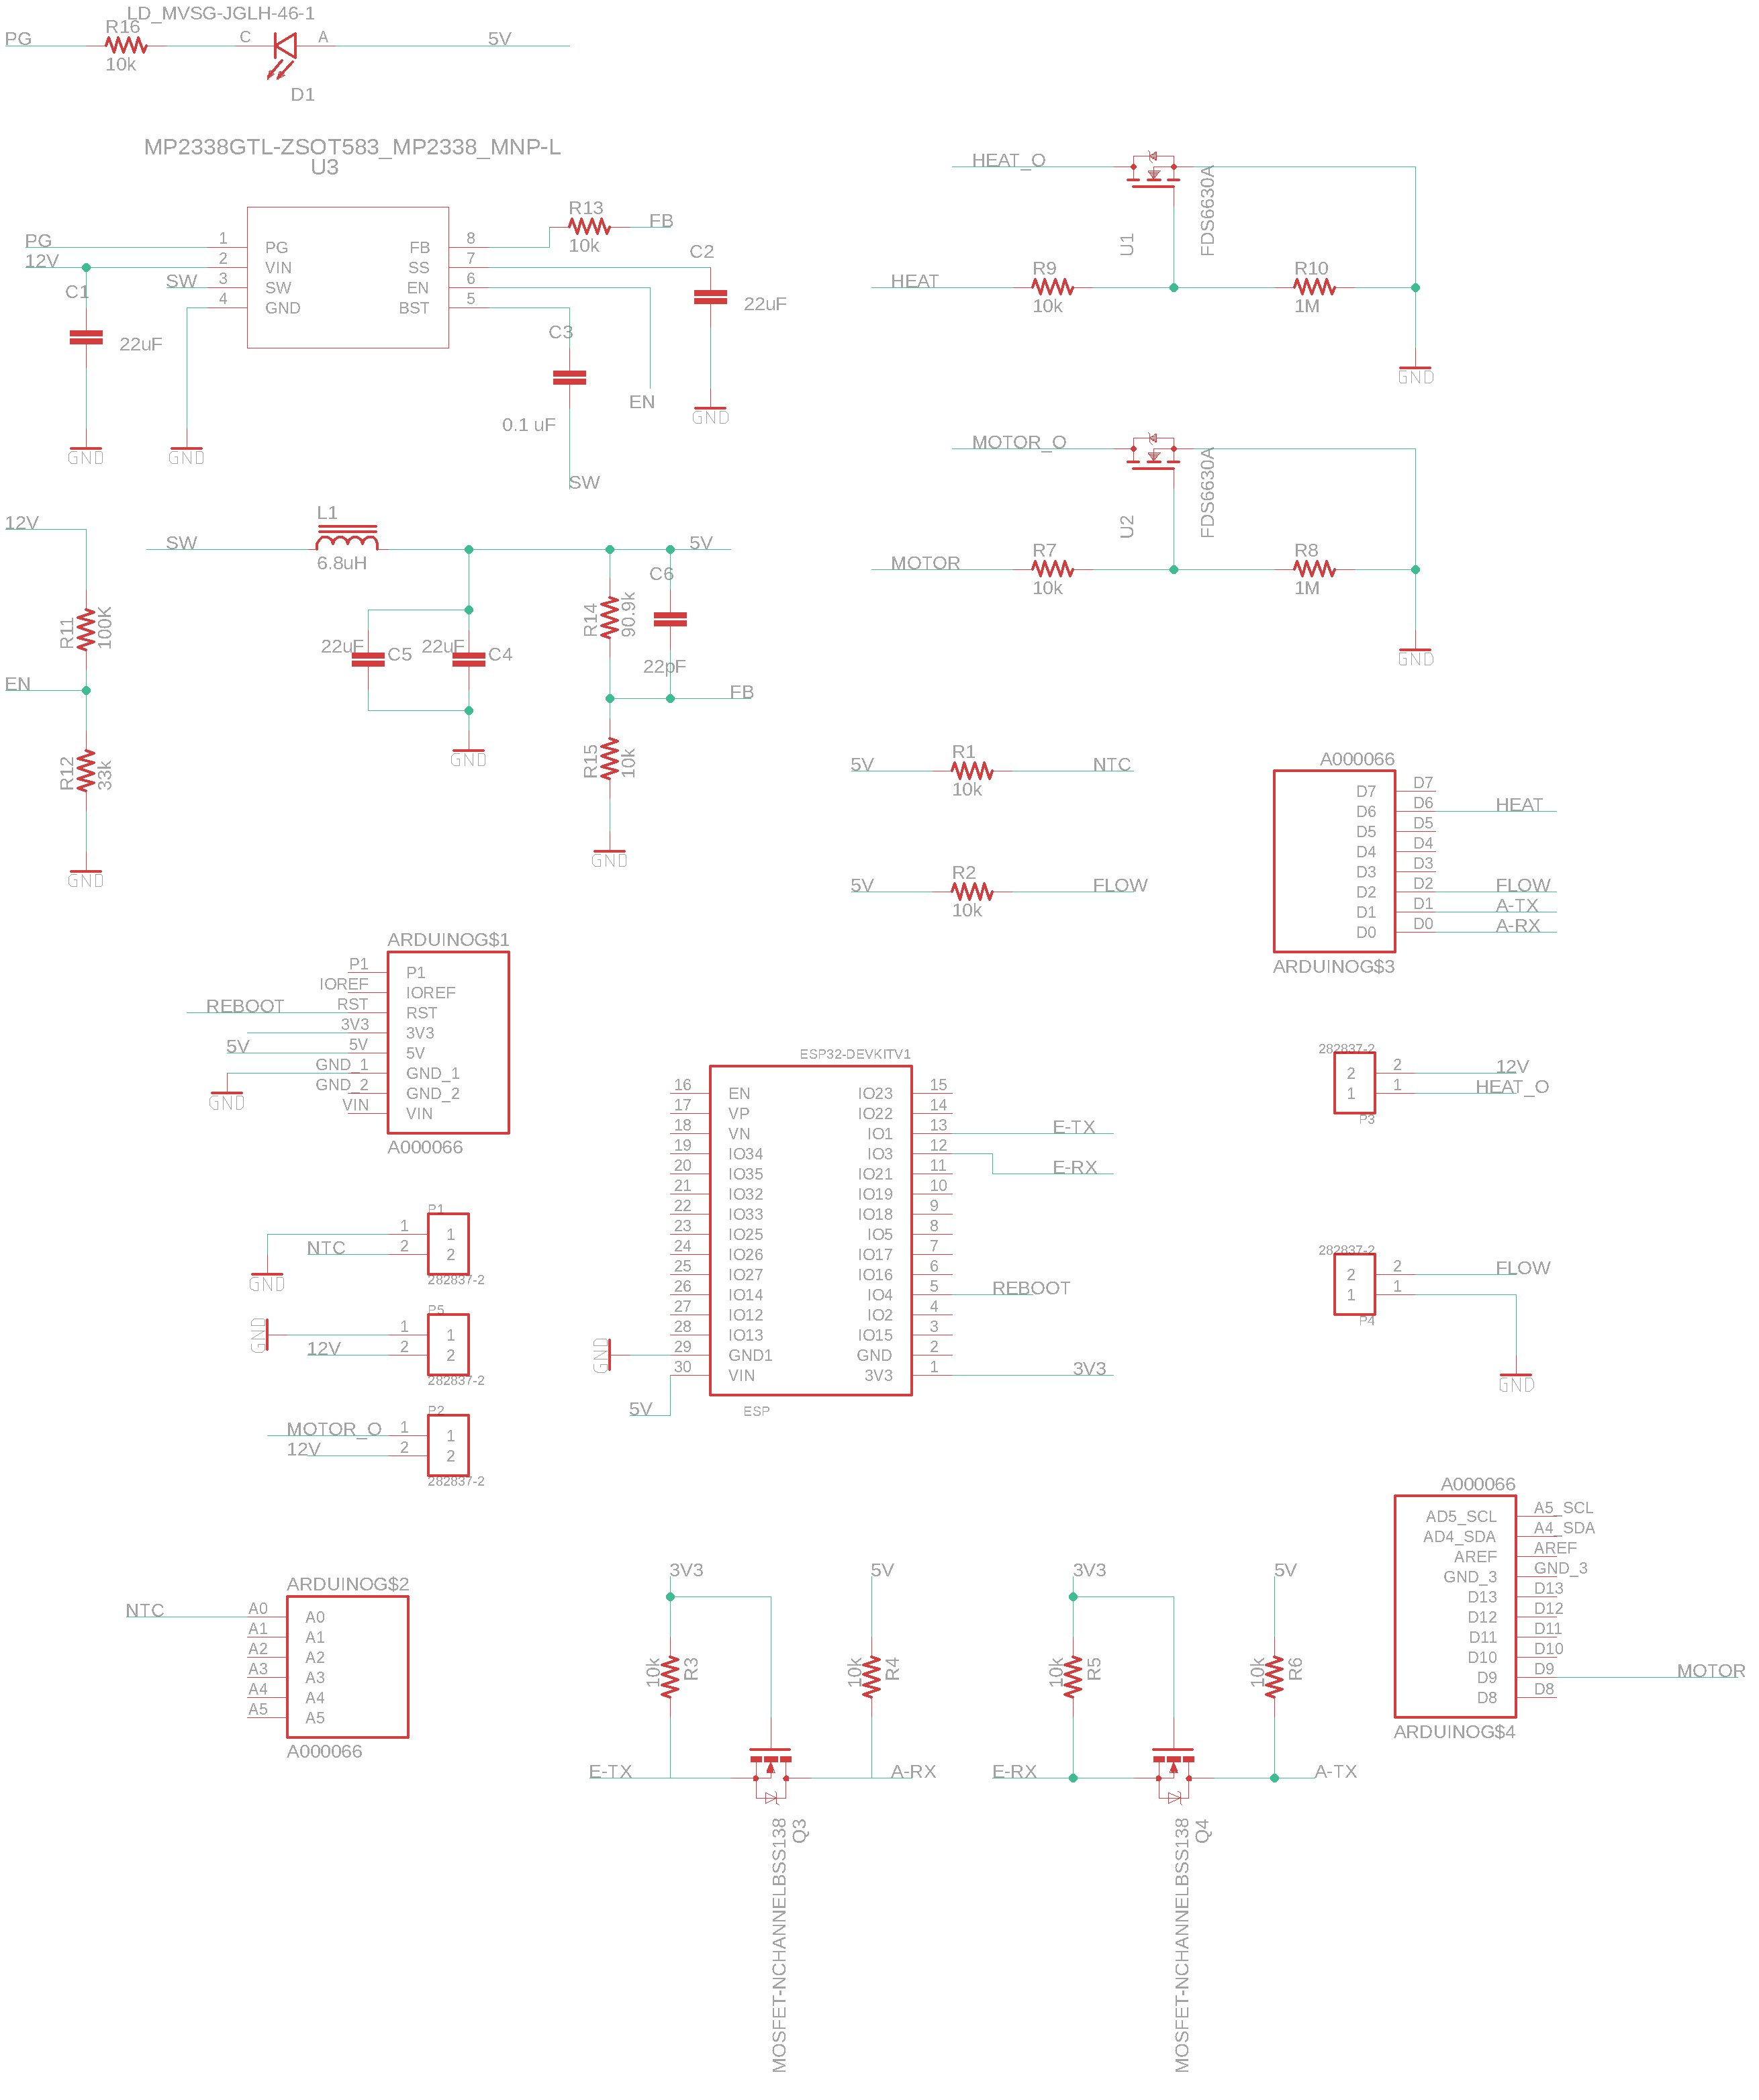 LD_MVSG-JGLH-46-1
PG
R16
10k
C
A
5V
D1
MP2338GTL-ZSOT583_MP2338_MNP-L
U3
PG
12V
SW
1
2
3
4
PG
VIN
SW
GND
FB
SS
EN
BST
8
7
6
5
R13
10k
FB
C2
22uF
GND
C1
22uF
GND
GND
C3
0.1 uF
SW
EN
HEAT_O
U1
FDS6630A
HEAT
R9
10k
R10
1M
GND
MOTOR_O
U2
FDS6630A
MOTOR
R7
10k
R8
1M
GND
12V
R11
100K
EN
R12
33k
GND
SW
L1
6.8uH
5V
22uF
C5
22uF
C4
GND
R14
90.9k
C6
22pF
FB
R15
10k
GND
5V
R1
10k
NTC
5V
R2
10k
FLOW
A000066
D7 D7
D6 D6 HEAT
D5 D5
D4 D4
D3 D3
D2 D2 FLOW
D1 D1 A-TX
D0 D0 A-RX
ARDUINOG$3
ARDUINOG$1
P1 P1
IOREF IOREF
REBOOT RST RST
3V3 3V3
5V 5V 5V
GND_1 GND_1
GND_2 GND_2
VIN VIN
GND
A000066
ESP32-DEVKITV1
16 EN IO23 15
17 VP IO22 14
18 VN IO1 13 E-TX
19 IO34 IO3 12
20 IO35 IO21 11 E-RX
21 IO32 IO19 10
22 IO33 IO18 9
23 IO25 IO5 8
24 IO26 IO17 7
25 IO27 IO16 6
26 IO14 IO4 5 REBOOT
27 IO12 IO2 4
28 IO13 IO15 3
GND 29 GND1 GND 2
30 VIN 3V3 1 3V3
5V
ESP
282837-2
2 2 12V
1 1 HEAT_O
P3
282837-2
2 2 FLOW
1 1
P4
GND
P1
1 1
NTC 2 2
GND
282837-2
P5
GND 1 1
12V 2 2
282837-2
P2
MOTOR_O 1 1
12V 2 2
282837-2
ARDUINOG$2
NTC A0 A0
A1 A1
A2 A2
A3 A3
A4 A4
A5 A5
A000066
3V3
5V
10k
R3
10k
R4
E-TX
A-RX
Q3
MOSFET-NCHANNELBSS138
3V3
5V
10k
R5
10k
R6
E-RX
A-TX
Q4
MOSFET-NCHANNELBSS138
A000066
AD5_SCL A5_SCL
AD4_SDA A4_SDA
AREF AREF
GND_3 GND_3
D13 D13
D12 D12
D11 D11
D10 D10
D9 D9 MOTOR
D8 D8
ARDUINOG$4